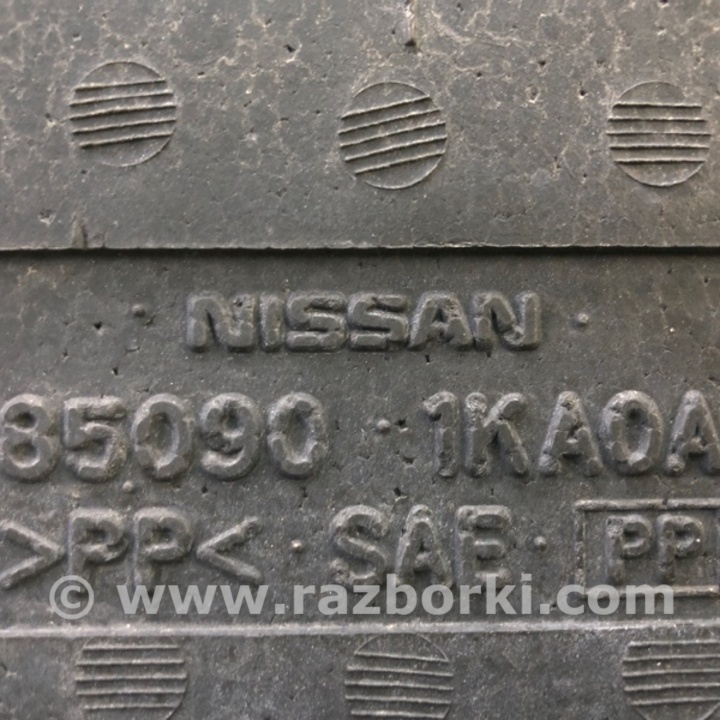 NISSAN
85090 1KA0A
>PP< SAE PP
© www.razborki.com